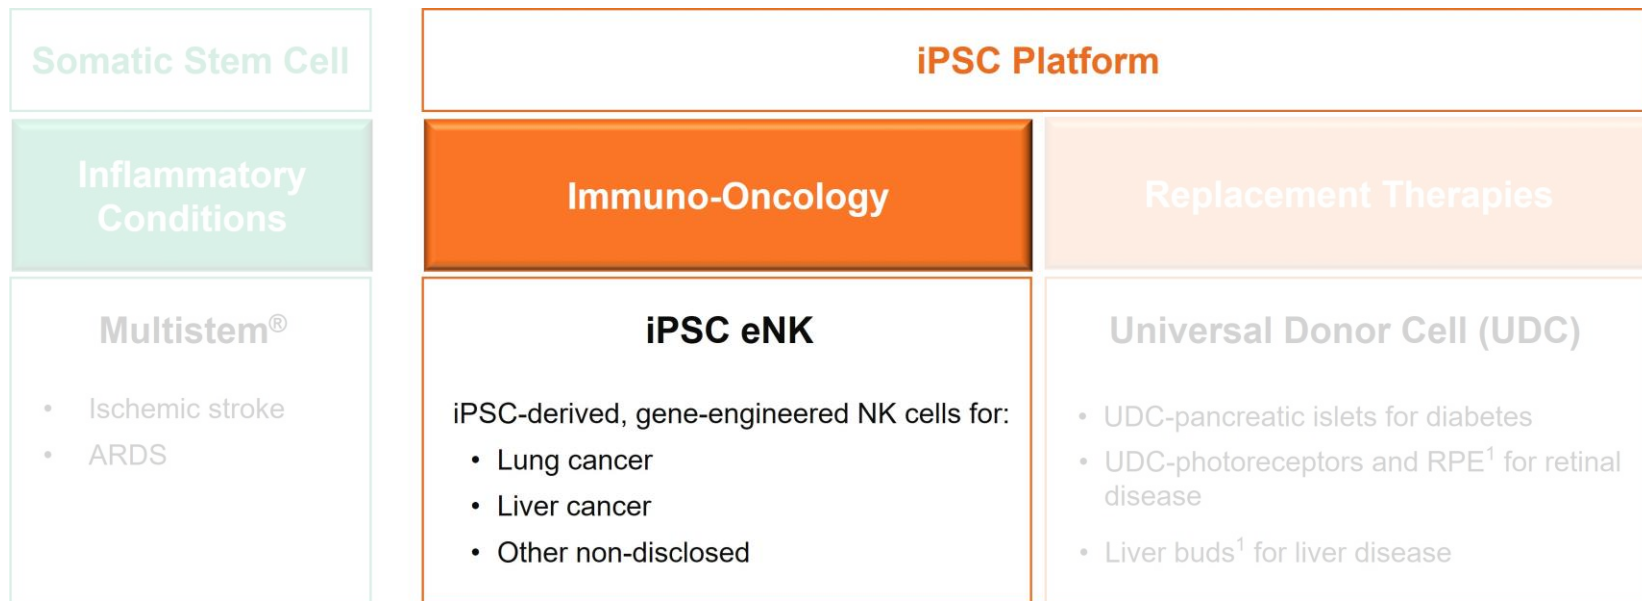 Somatic Stem Cell
iPSC Platform
Inflammatory
Conditions
Immuno-Oncology
Replacement Therapies
Multistem®
• Ischemic stroke
• ARDS
iPSC eNK
iPSC-derived, gene-engineered NK cells for:
• Lung cancer
• Liver cancer
• Other non-disclosed
Universal Donor Cell (UDC)
• UDC-pancreatic islets for diabetes
• UDC-photoreceptors and RPE¹ for retinal
disease
• Liver buds¹ for liver disease